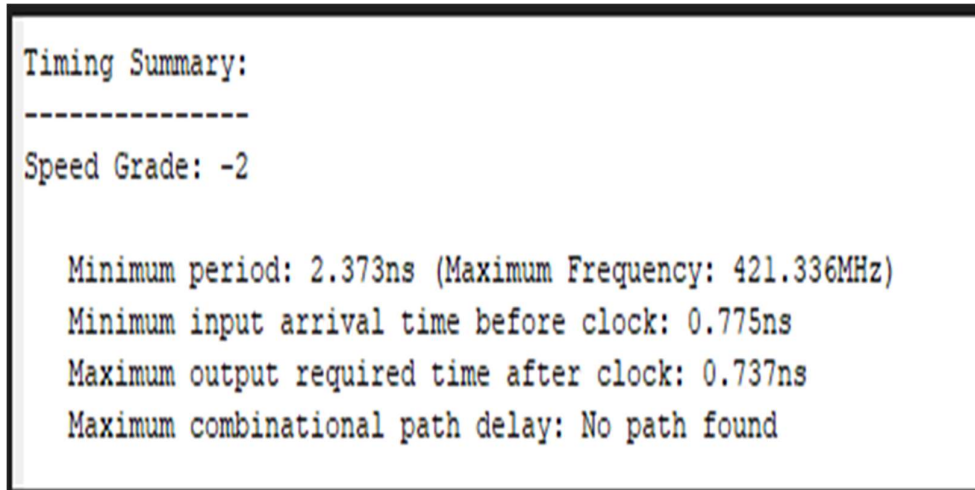 Timing Summary:
---------------
Speed Grade: -2
Minimum period: 2.373ns (Maximum Frequency: 421.336MHz)
Minimum input arrival time before clock: 0.775ns
Maximum output required time after clock: 0.737ns
Maximum combinational path delay: No path found